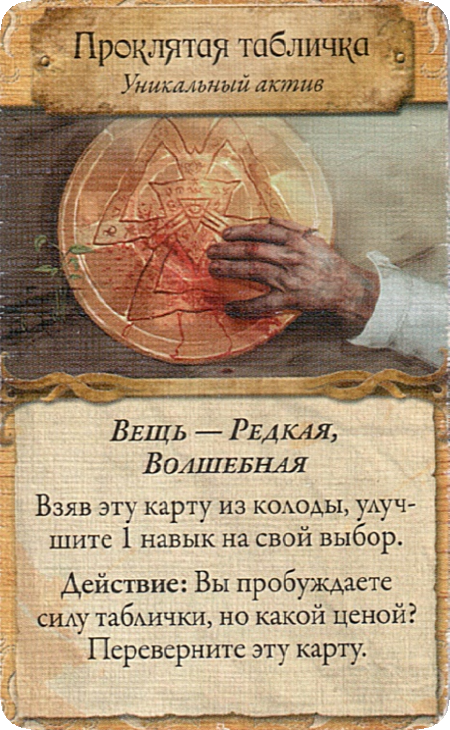 Проклятая табличка
Уникальный актив
Вещь — Редкая,
Волшебная
Взяв эту карту из колоды, улуч-
шите 1 навык на свой выбор.
Действие: Вы пробуждаете
силу таблички, но какой ценой?
Переверните эту карту.